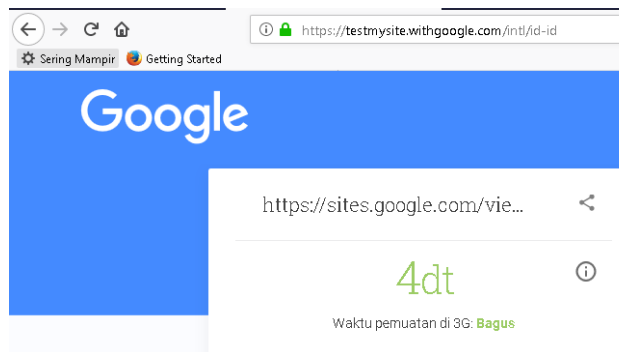 https://testmysite.withgoogle.com/intl/id-id
Sering Mampir Getting Started
Google
https://sites.google.com/vie...
4dt
Waktu pemuatan di 3G: Bagus